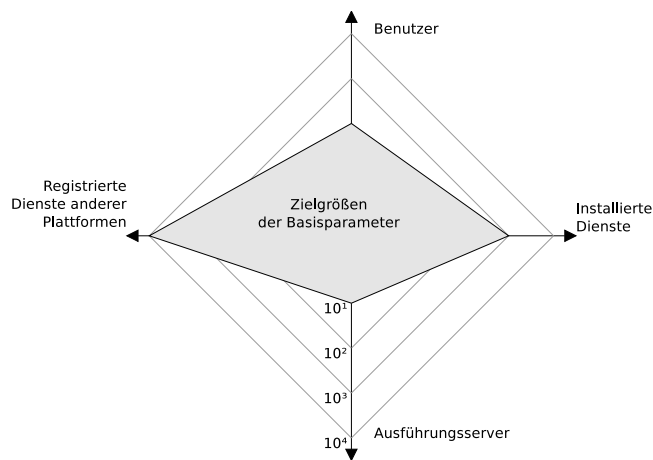 Benutzer
Registrierte
Dienste anderer
Plattformen
Zielgrößen
der Basisparameter
Installierte
Dienste
10¹
10²
10³
10⁴
Ausführungsserver